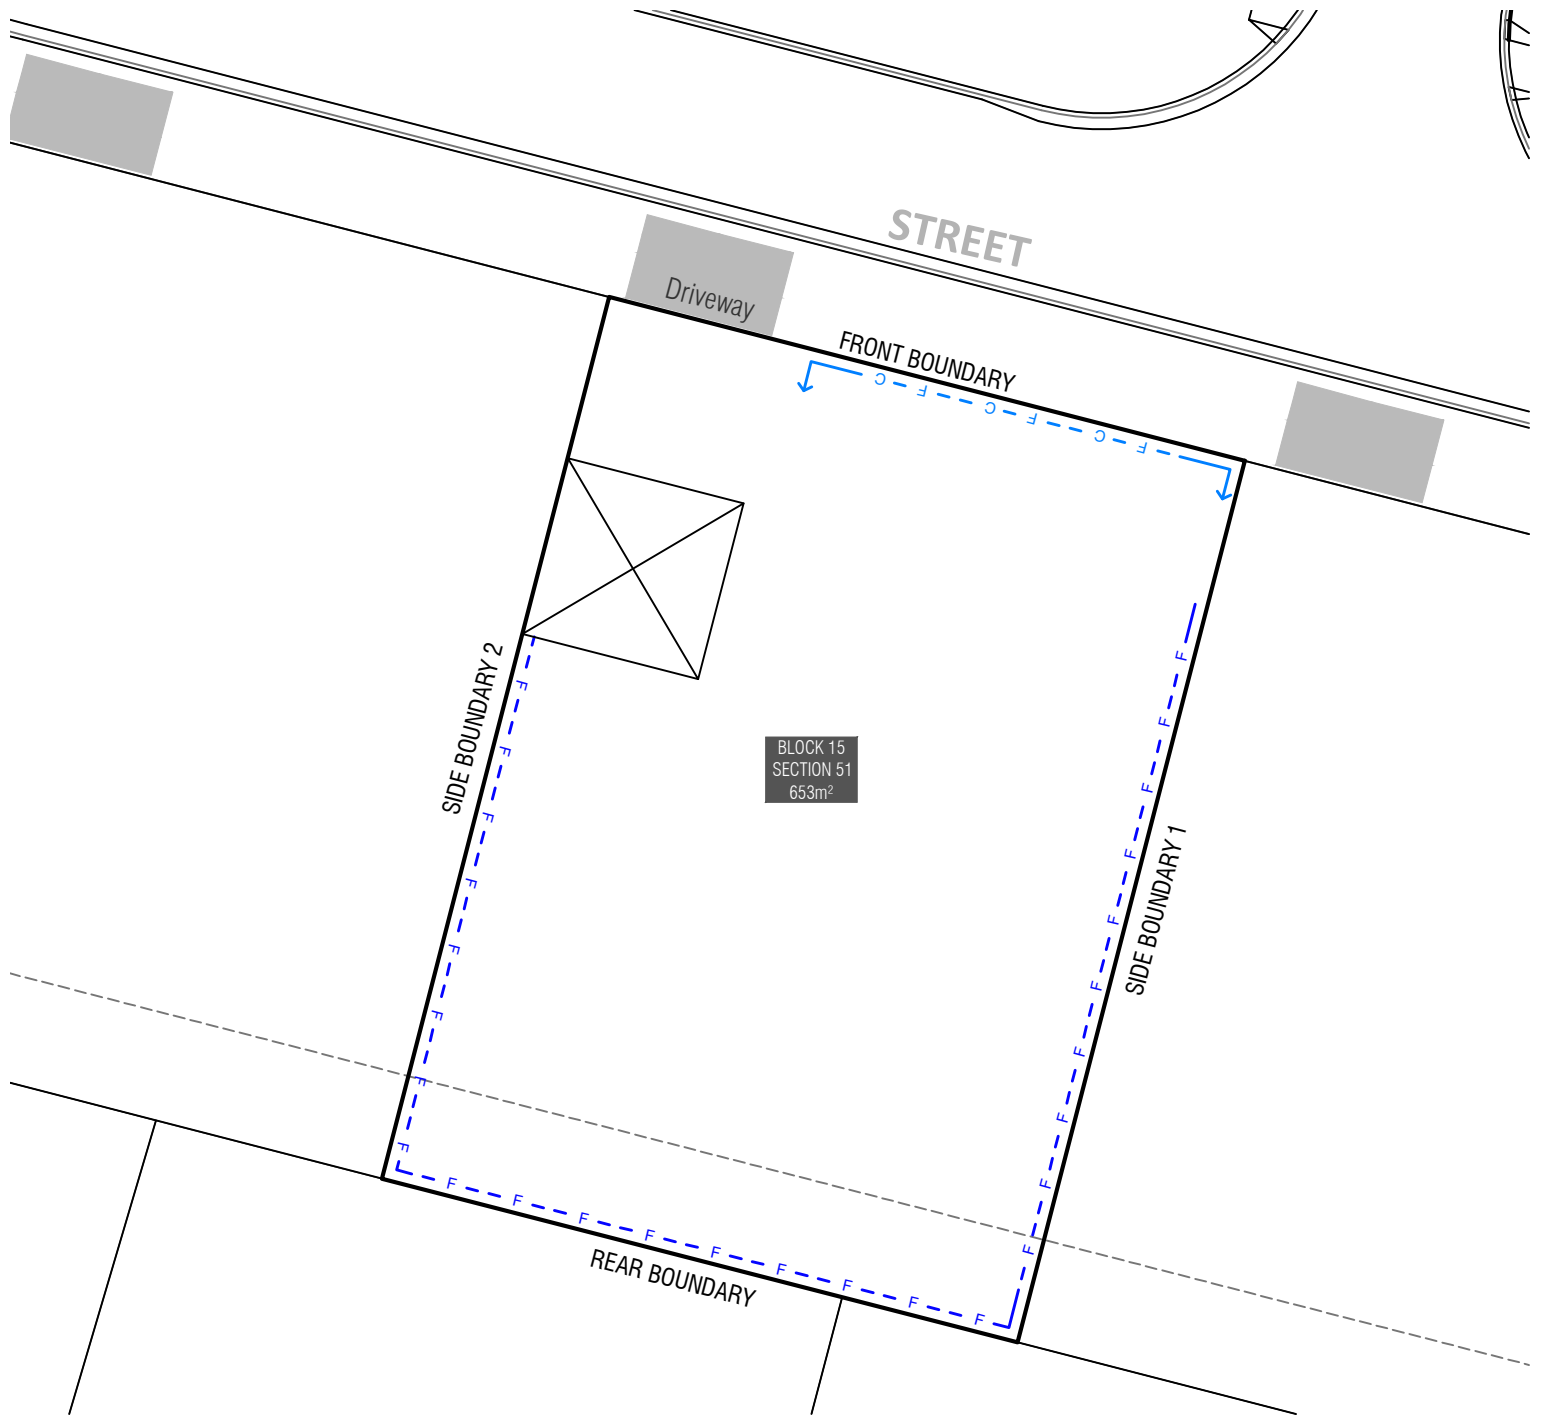 STREET
Driveway
FRONT BOUNDARY
C F C F C F
SIDE BOUNDARY 2
BLOCK 15
SECTION 51
653m²
SIDE BOUNDARY 1
F F F F F F F F
F F F F F F F F F F
F F F F F F F F F
REAR BOUNDARY